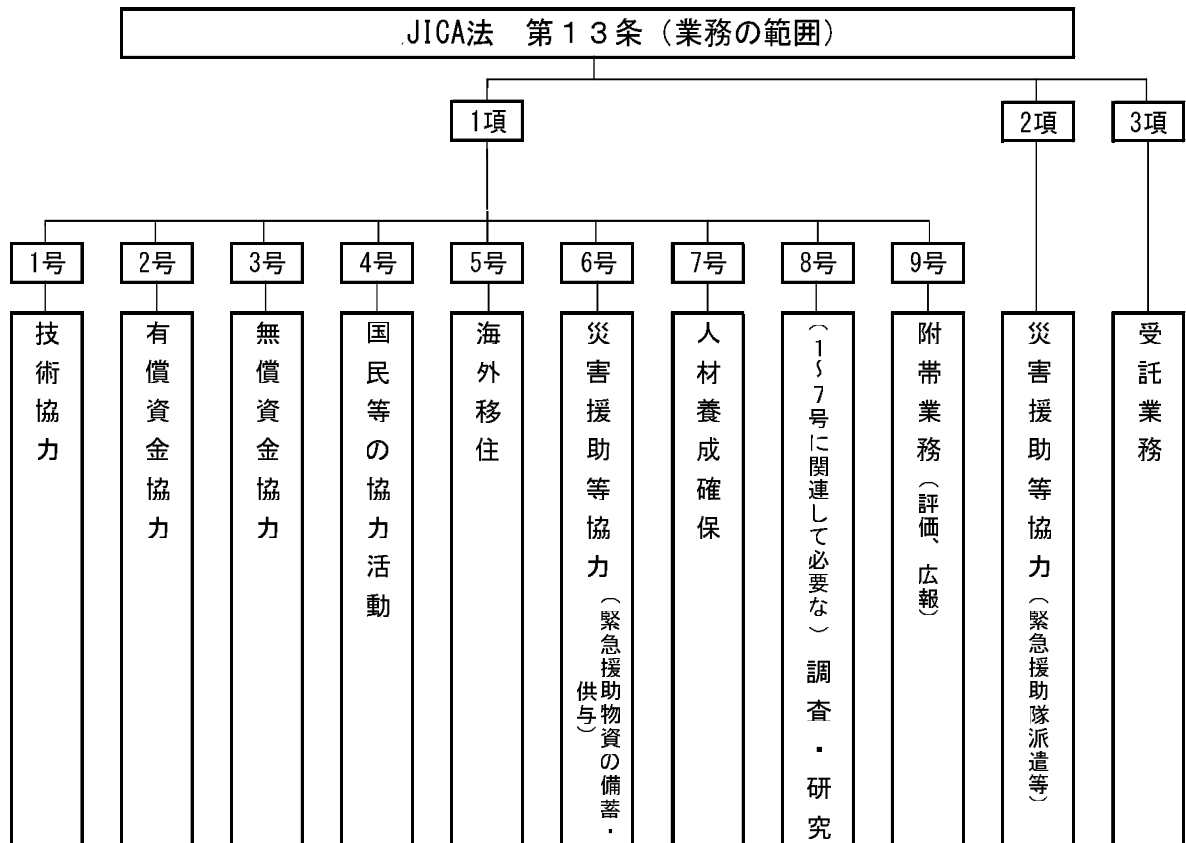 JICA法 第１３条（業務の範囲）
1項
2項
3項
1号
2号
3号
4号
5号
6号
7号
8号
9号
技術協力
有償資金協力
無償資金協力
国民等の協力活動
海外移住
災害援助等協力（緊急援助物資の備蓄・
供与）
人材養成確保
（1～7号に関連して必要な）調査・研究
附帯業務（評価、広報）
災害援助等協力（緊急援助隊派遣等）
受託業務